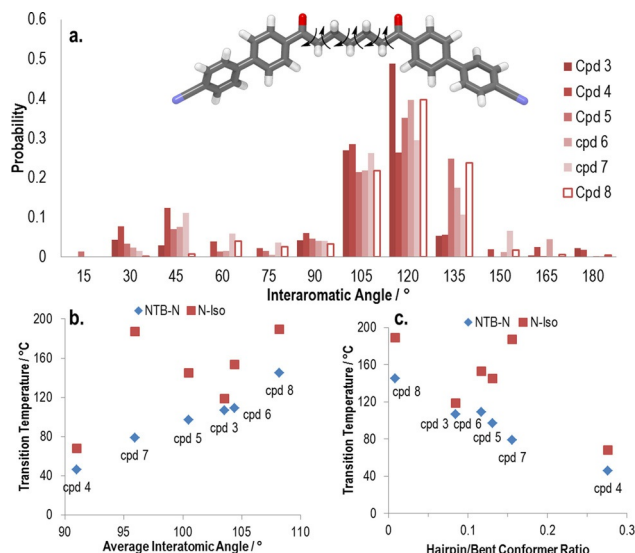 a.
0.6
0.5
0.4
0.3
0.2
0.1
0
Probability
Cpd 3
Cpd 4
Cpd 5
cpd 6
cpd 7
Cpd 8
15 30 45 60 75 90 105 120 135 150 165 180
Interaromatic Angle / °
b.
NTB-N N-Iso
200
160
120
80
40
0
Transition Temperature / °C
cpd 8
cpd 3 cpd 6
cpd 5
cpd 7
cpd 4
90 95 100 105 110
Average Interatomic Angle / °
c.
NTB-N N-Iso
200
160
120
80
40
0
Transition Temperature / °C
cpd 8
cpd 3 cpd 6
cpd 5
cpd 7
cpd 4
0 0.1 0.2 0.3
Hairpin/Bent Conformer Ratio